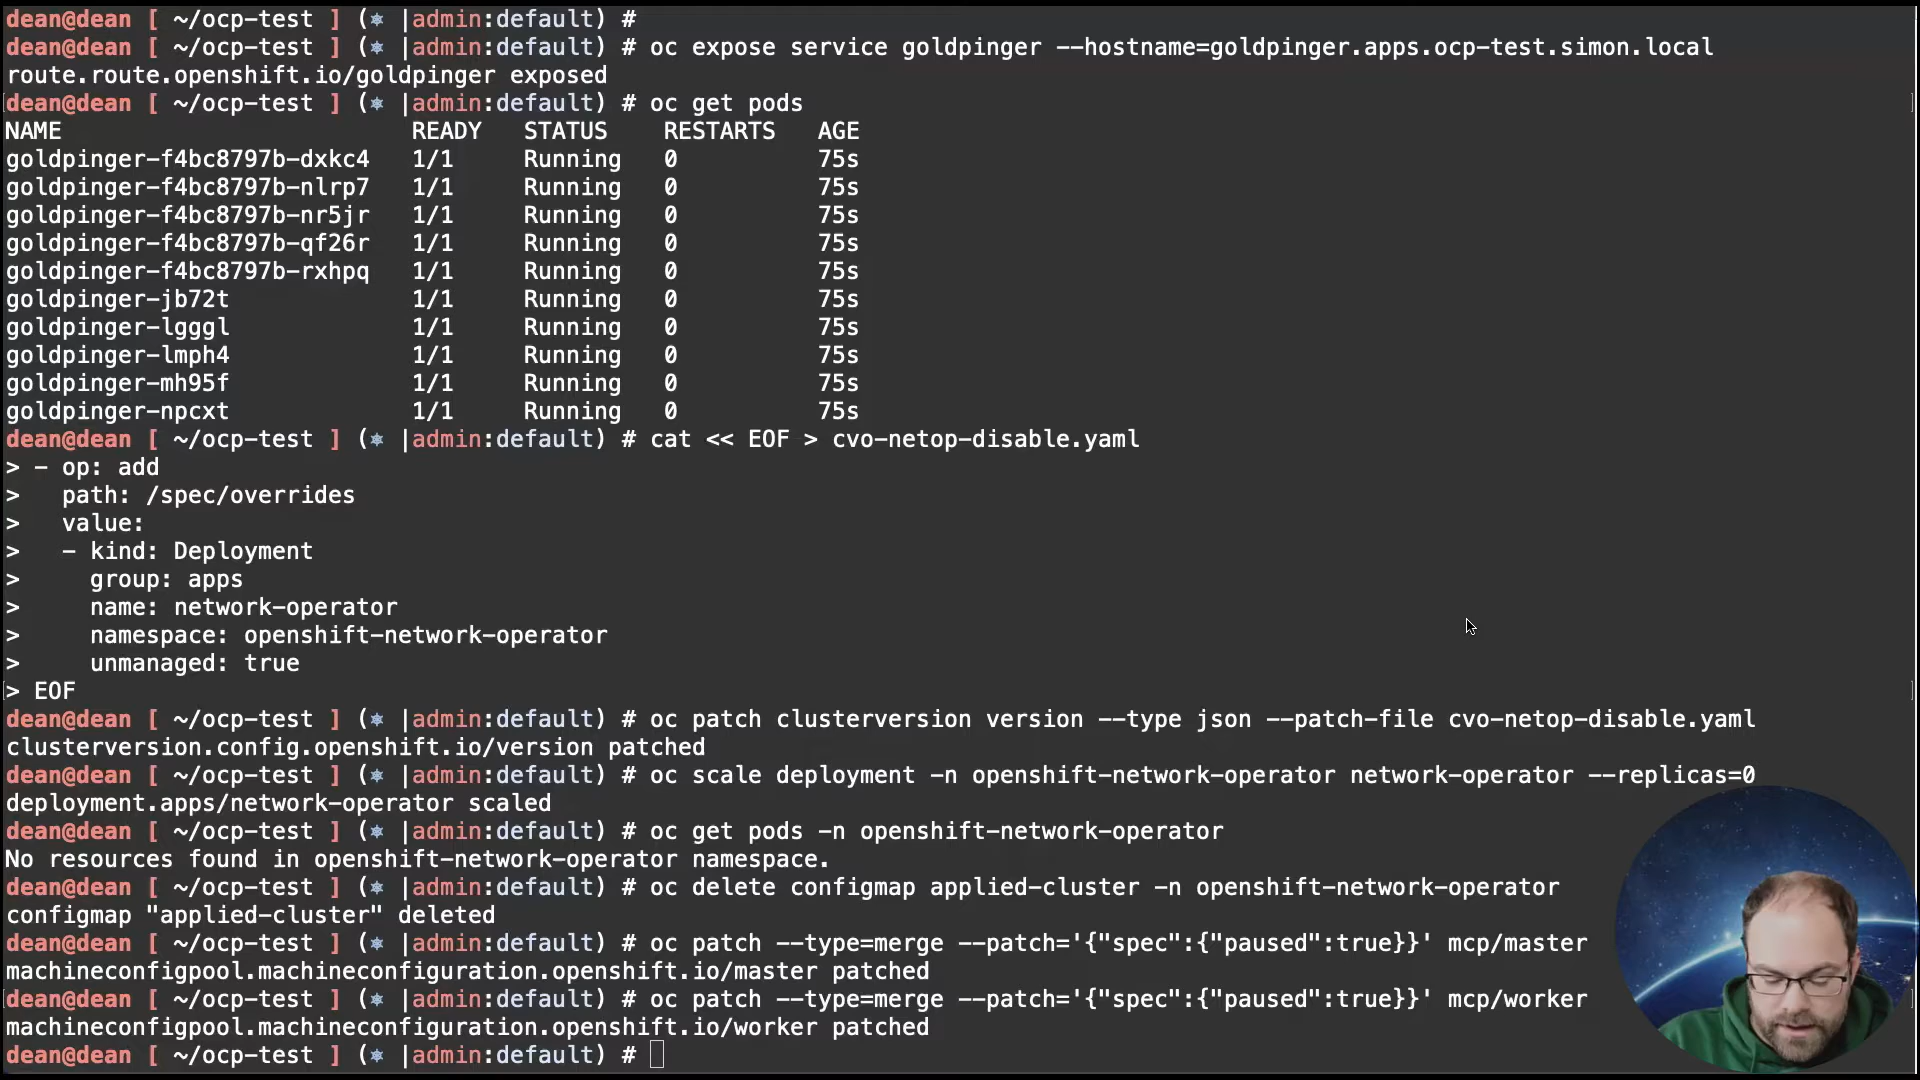 dean@dean [ ~/ocp-test ] (⎈ |admin:default) #
dean@dean [ ~/ocp-test ] (⎈ |admin:default) # oc expose service goldpinger --hostname=goldpinger.apps.ocp-test.simon.local
route.route.openshift.io/goldpinger exposed
dean@dean [ ~/ocp-test ] (⎈ |admin:default) # oc get pods
NAME                         READY   STATUS    RESTARTS   AGE
goldpinger-f4bc8797b-dxkc4   1/1     Running   0          75s
goldpinger-f4bc8797b-nlrp7   1/1     Running   0          75s
goldpinger-f4bc8797b-nr5jr   1/1     Running   0          75s
goldpinger-f4bc8797b-qf26r   1/1     Running   0          75s
goldpinger-f4bc8797b-rxhpq   1/1     Running   0          75s
goldpinger-jb72t             1/1     Running   0          75s
goldpinger-lgggl             1/1     Running   0          75s
goldpinger-lmph4             1/1     Running   0          75s
goldpinger-mh95f             1/1     Running   0          75s
goldpinger-npcxt             1/1     Running   0          75s
dean@dean [ ~/ocp-test ] (⎈ |admin:default) # cat << EOF > cvo-netop-disable.yaml
> - op: add
>   path: /spec/overrides
>   value:
>   - kind: Deployment
>     group: apps
>     name: network-operator
>     namespace: openshift-network-operator
>     unmanaged: true
> EOF
dean@dean [ ~/ocp-test ] (⎈ |admin:default) # oc patch clusterversion version --type json --patch-file cvo-netop-disable.yaml
clusterversion.config.openshift.io/version patched
dean@dean [ ~/ocp-test ] (⎈ |admin:default) # oc scale deployment -n openshift-network-operator network-operator --replicas=0
deployment.apps/network-operator scaled
dean@dean [ ~/ocp-test ] (⎈ |admin:default) # oc get pods -n openshift-network-operator
No resources found in openshift-network-operator namespace.
dean@dean [ ~/ocp-test ] (⎈ |admin:default) # oc delete configmap applied-cluster -n openshift-network-operator
configmap "applied-cluster" deleted
dean@dean [ ~/ocp-test ] (⎈ |admin:default) # oc patch --type=merge --patch='{"spec":{"paused":true}}' mcp/master
machineconfigpool.machineconfiguration.openshift.io/master patched
dean@dean [ ~/ocp-test ] (⎈ |admin:default) # oc patch --type=merge --patch='{"spec":{"paused":true}}' mcp/worker
machineconfigpool.machineconfiguration.openshift.io/worker patched
dean@dean [ ~/ocp-test ] (⎈ |admin:default) #